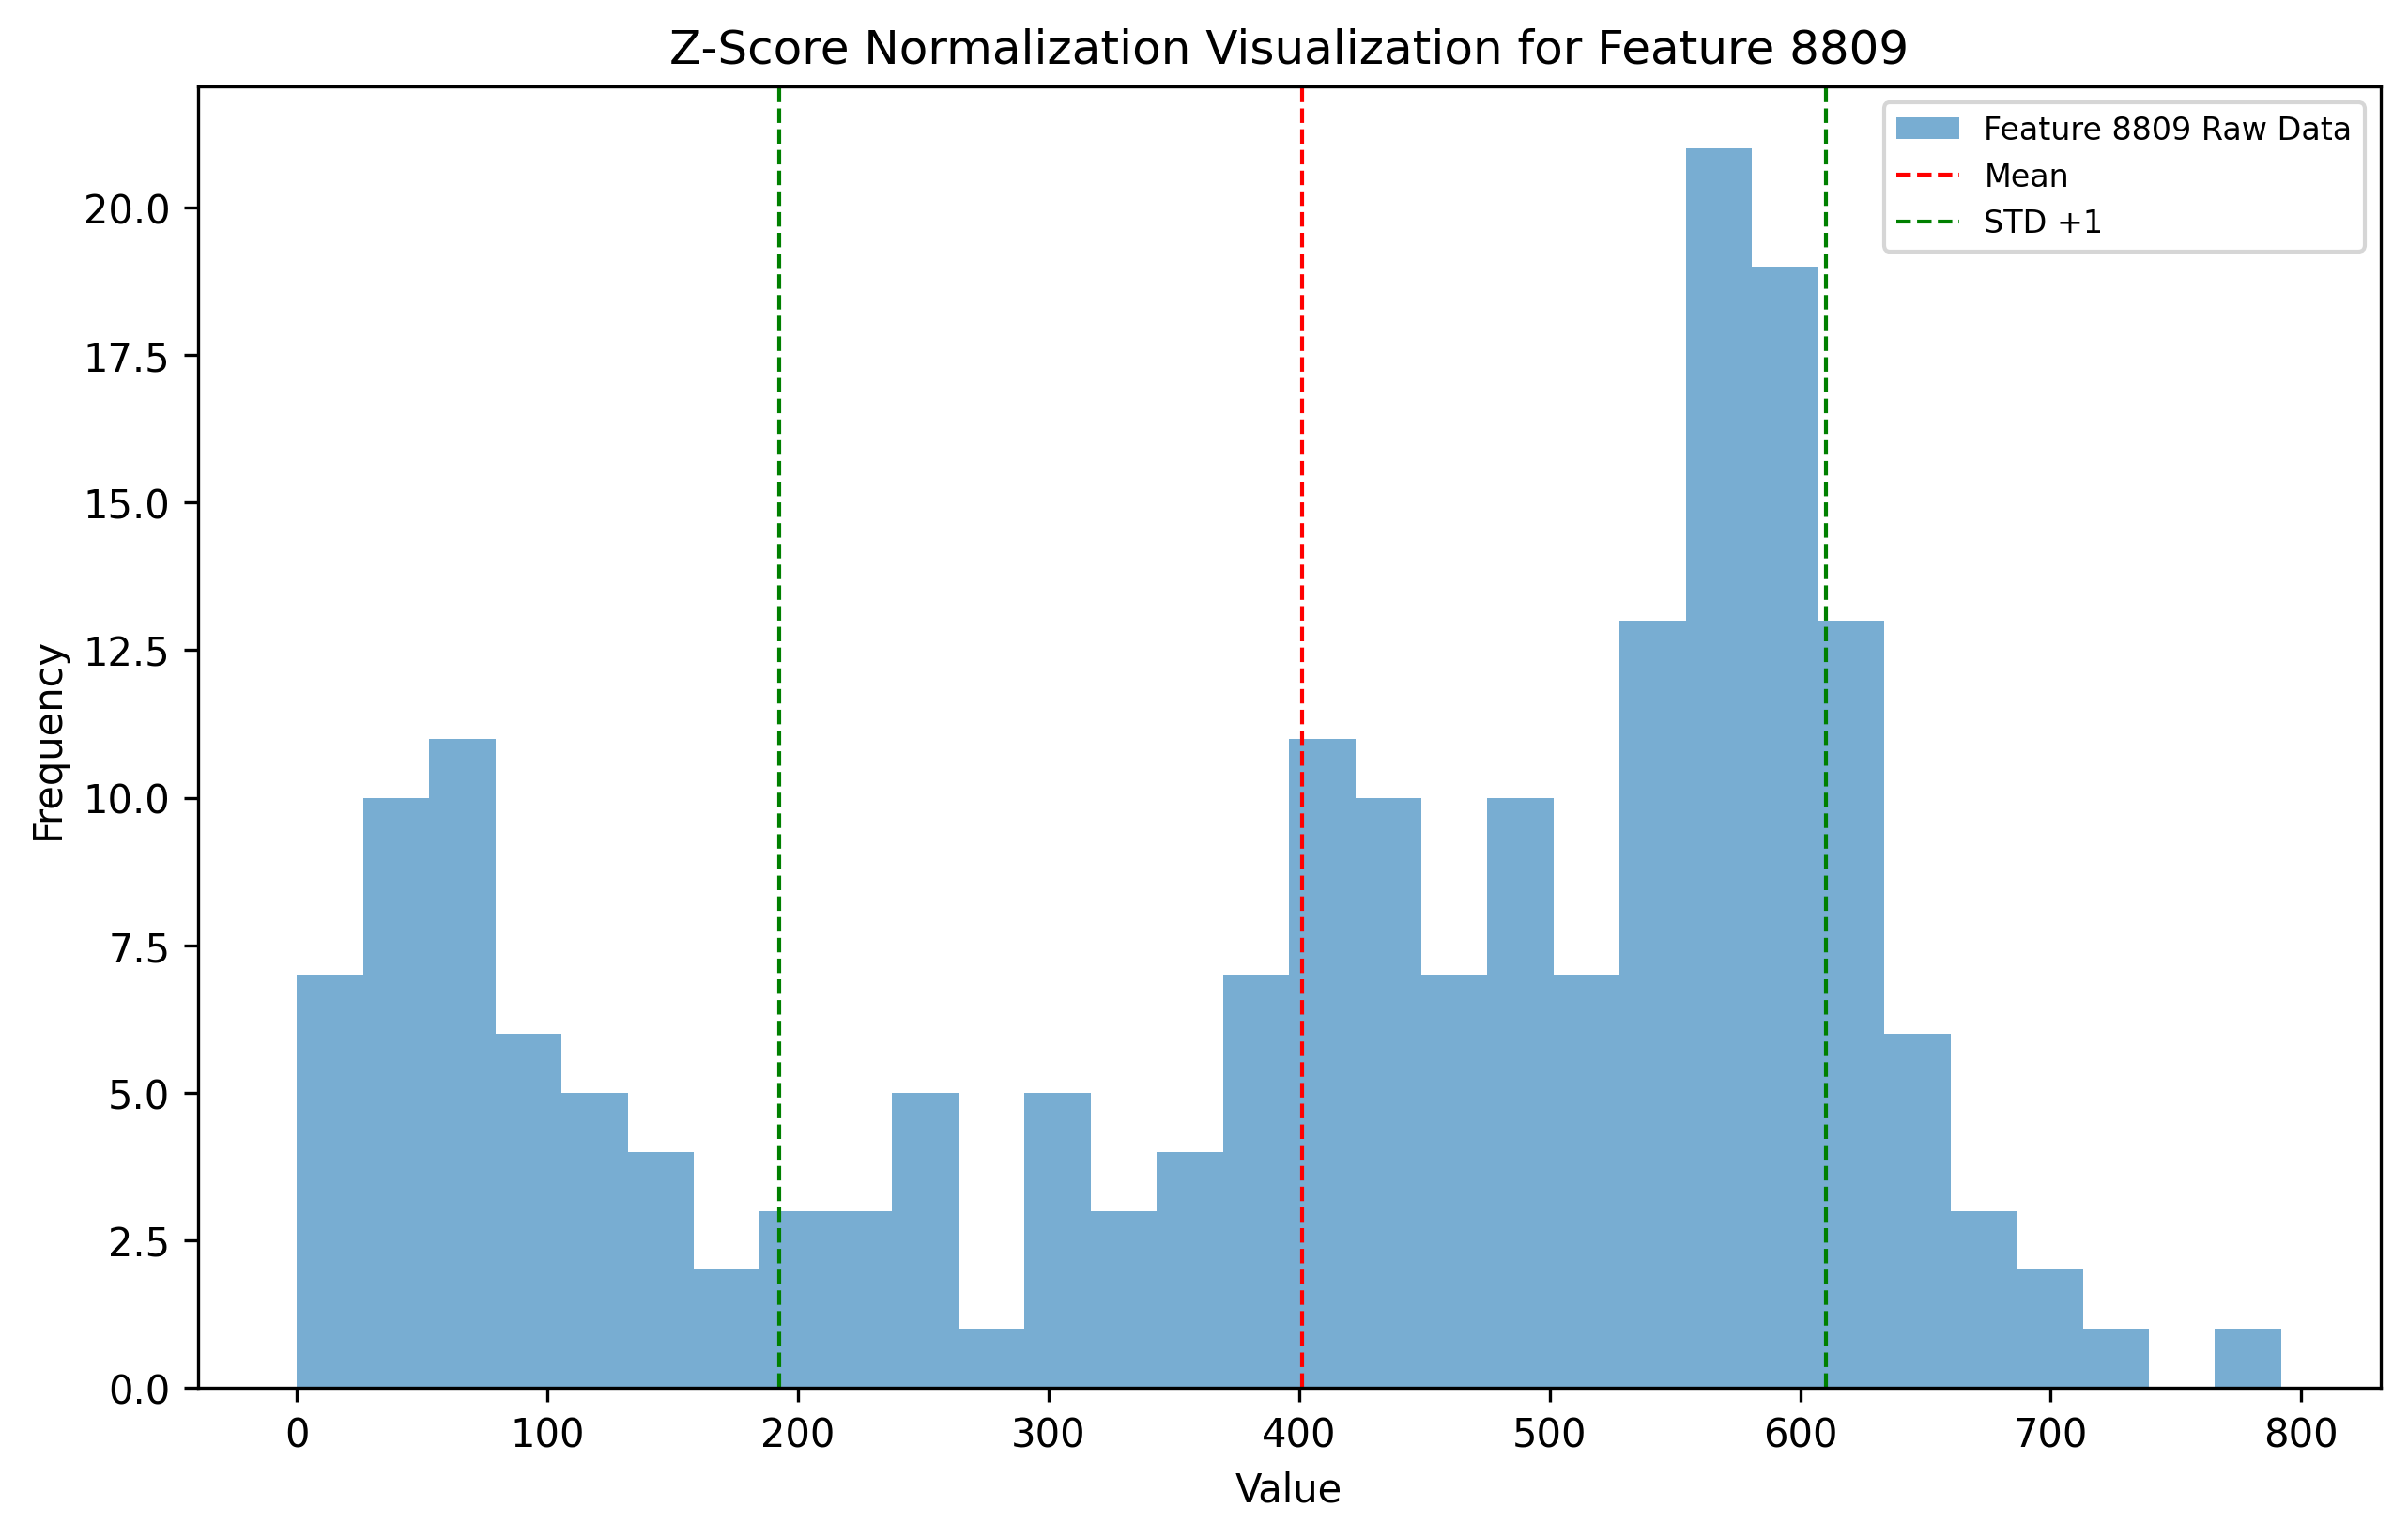 Z-Score Normalization Visualization for Feature 8809
Feature 8809 Raw Data
Mean
STD +1
20.0
17.5
15.0
12.5
10.0
7.5
5.0
2.5
0.0
Frequency
0 100 200 300 400 500 600 700 800
Value